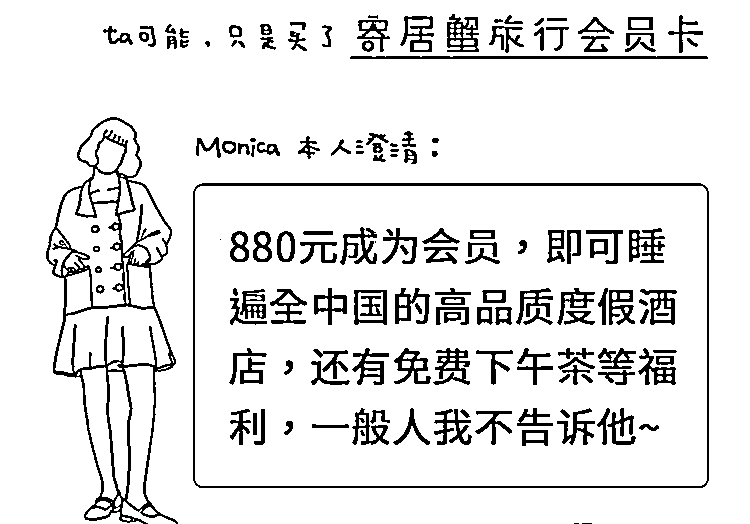 ta可能，只是买了 寄居蟹旅行会员卡
Monica 本人澄清：
880元成为会员，即可睡
遍全中国的高品质度假酒
店，还有免费下午茶等福
利，一般人我不告诉他~